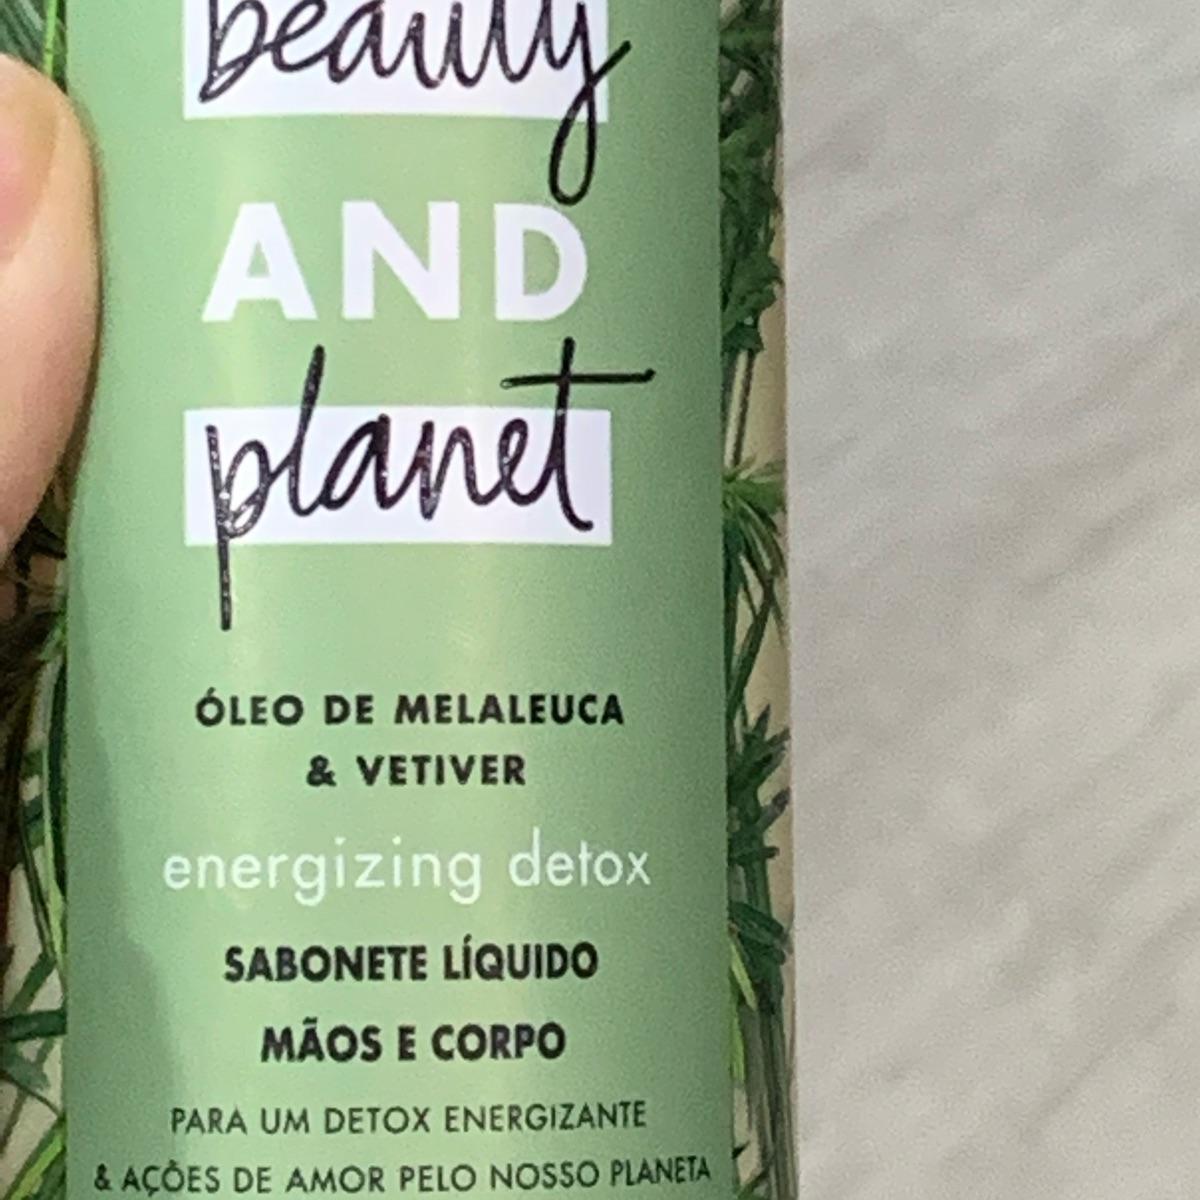 beauty
AND
planet
ÓLEO DE MELALEUCA
& VETIVER
energizing detox
SABONETE LÍQUIDO
MÃOS E CORPO
PARA UM DETOX ENERGIZANTE
& AÇÕES DE AMOR PELO NOSSO PLANETA